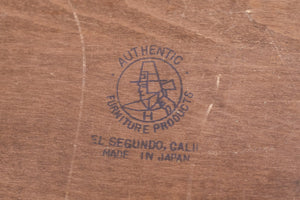 AUTHENTIC
FURNITURE PRODUCTS
H
EL SEGUNDO, CALIF
MADE IN JAPAN